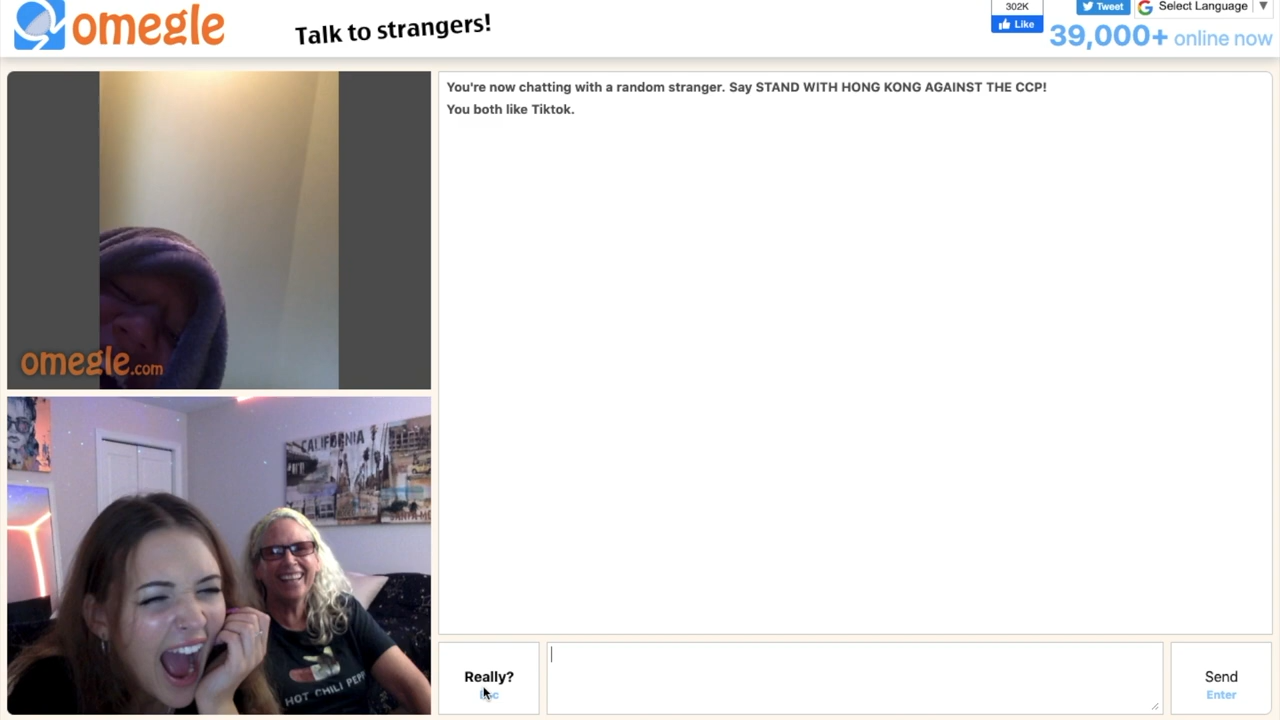 omegle
Talk to strangers!
302K
Like
Tweet
Select Language
39,000+ online now
You're now chatting with a random stranger. Say STAND WITH HONG KONG AGAINST THE CCP!
You both like Tiktok.
omegle.com
CALIFORNIA
HOT CHILI PEPP
Really?
Send
Enter